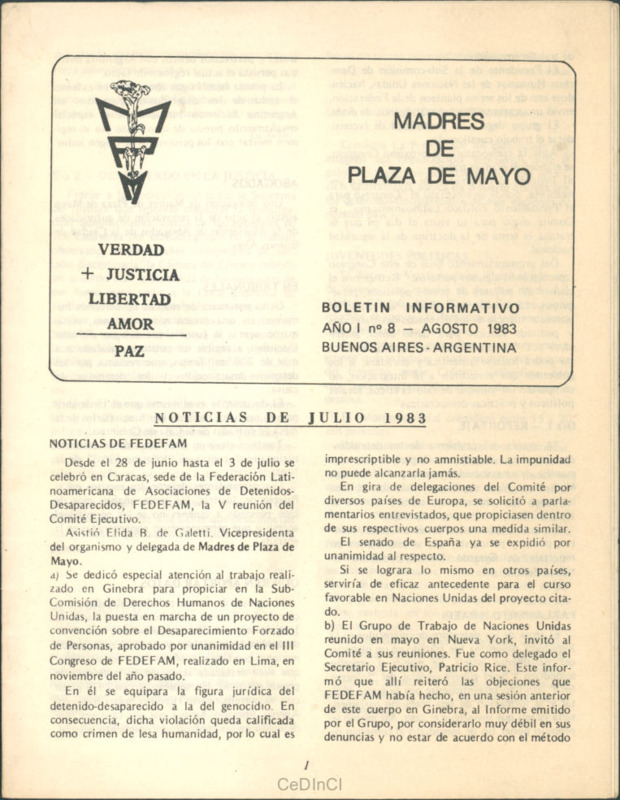 MADRES
DE
PLAZA DE MAYO
VERDAD
+ JUSTICIA
LIBERTAD
AMOR
PAZ
BOLETIN INFORMATIVO
AÑO I nº 8 — AGOSTO 1983
BUENOS AIRES - ARGENTINA
NOTICIAS DE JULIO 1983
NOTICIAS DE FEDEFAM
Desde el 28 de junio hasta el 3 de julio se
celebró en Caracas, sede de la Federación Lati-
noamericana de Asociaciones de Detenidos-
Desaparecidos, FEDEFAM, la V reunión del
Comité Ejecutivo.
Asistió Elida B. de Galetti. Vicepresidenta
del organismo y delegada de Madres de Plaza de
Mayo.
a) Se dedicó especial atención al trabajo reali-
zado en Ginebra para propiciar en la Sub-
Comisión de Derechos Humanos de Naciones
Unidas, la puesta en marcha de un proyecto de
convención sobre el Desaparecimiento Forzado
de Personas, aprobado por unanimidad en el III
Congreso de FEDEFAM, realizado en Lima, en
noviembre del año pasado.
En él se equipara la figura jurídica del
detenido-desaparecido a la del genocidio. En
consecuencia, dicha violación queda calificada
como crimen de lesa humanidad, por lo cual es
imprescriptible y no amnistiable. La impunidad
no puede alcanzarla jamás.
En gira de delegaciones del Comité por
diversos países de Europa, se solicitó a parla-
mentarios entrevistados, que propiciasen dentro
de sus respectivos cuerpos una medida similar.
El senado de España ya se expidió por
unanimidad al respecto.
Si se lograra lo mismo en otros países,
serviría de eficaz antecedente para el curso
favorable en Naciones Unidas del proyecto cita-
do.
b) El Grupo de Trabajo de Naciones Unidas
reunido en mayo en Nueva York, invitó al
Comité a sus reuniones. Fue como delegado el
Secretario Ejecutivo, Patricio Rice. Este infor-
mó que allí reiteró las objeciones que
FEDEFAM había hecho, en una sesión anterior
de este cuerpo en Ginebra, al Informe emitido
por el Grupo, por considerarlo muy débil en sus
denuncias y no estar de acuerdo con el método
1
CeDInCI